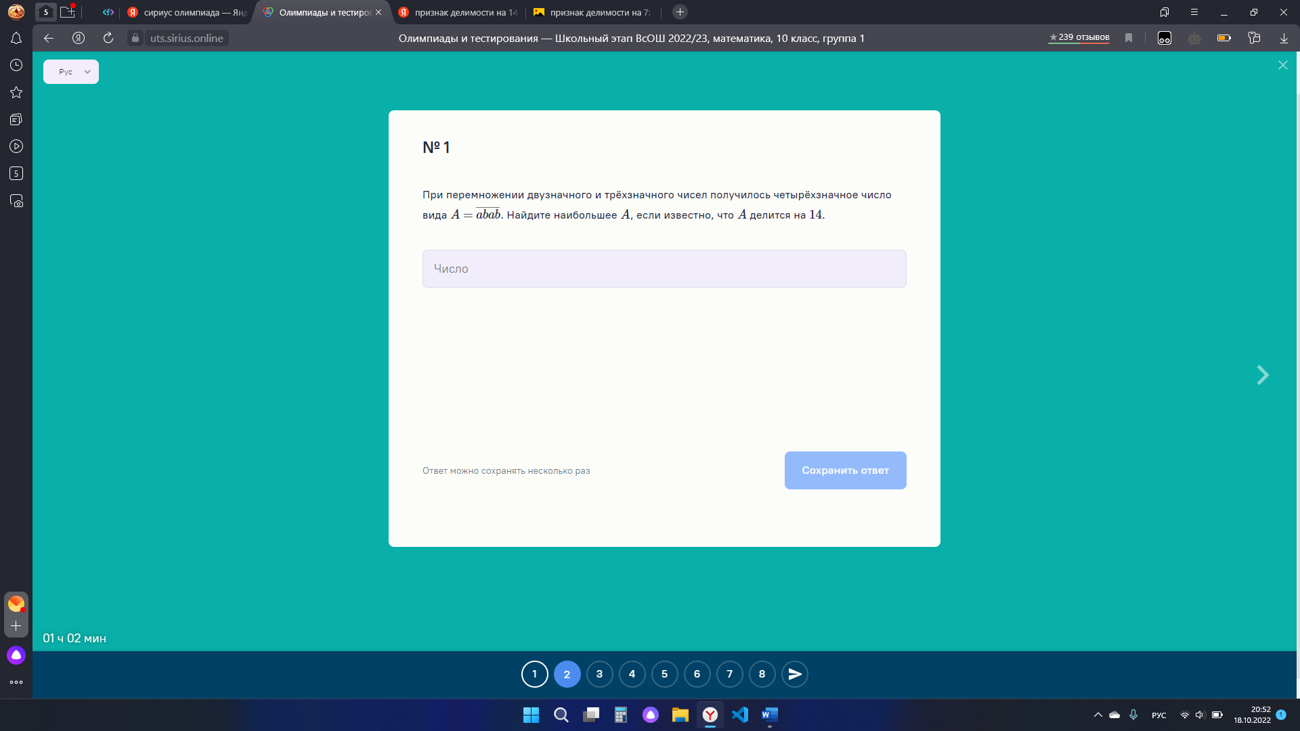 S
сириус олимпиада — Янд
Олимпиады и тестиро
признак делимости на 14
признак делимости на 7:
uts.sirius.online
Олимпиады и тестирования — Школьный этап ВсОШ 2022/23, математика, 10 класс, группа 1
★ 239 отзывов
5
Рус
№ 1
При перемножении двузначного и трёхзначного чисел получилось четырёхзначное число
вида A = \overline{abab}. Найдите наибольшее A, если известно, что A делится на 14.
Число
Ответ можно сохранять несколько раз
Сохранить ответ
01 ч 02 мин
1 2 3 4 5 6 7 8
РУС
20:52
18.10.2022
1